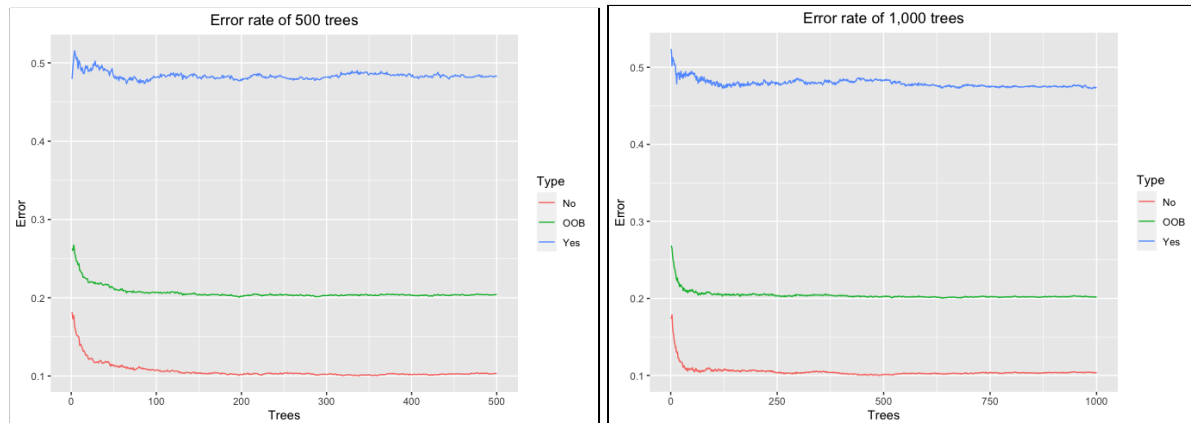 Error rate of 500 trees
Error
0.5
0.4
0.3
0.2
0.1
0
100
200
300
400
500
Trees
Type
No
OOB
Yes
Error rate of 1,000 trees
Error
0.5
0.4
0.3
0.2
0.1
0
250
500
750
1000
Trees
Type
No
OOB
Yes